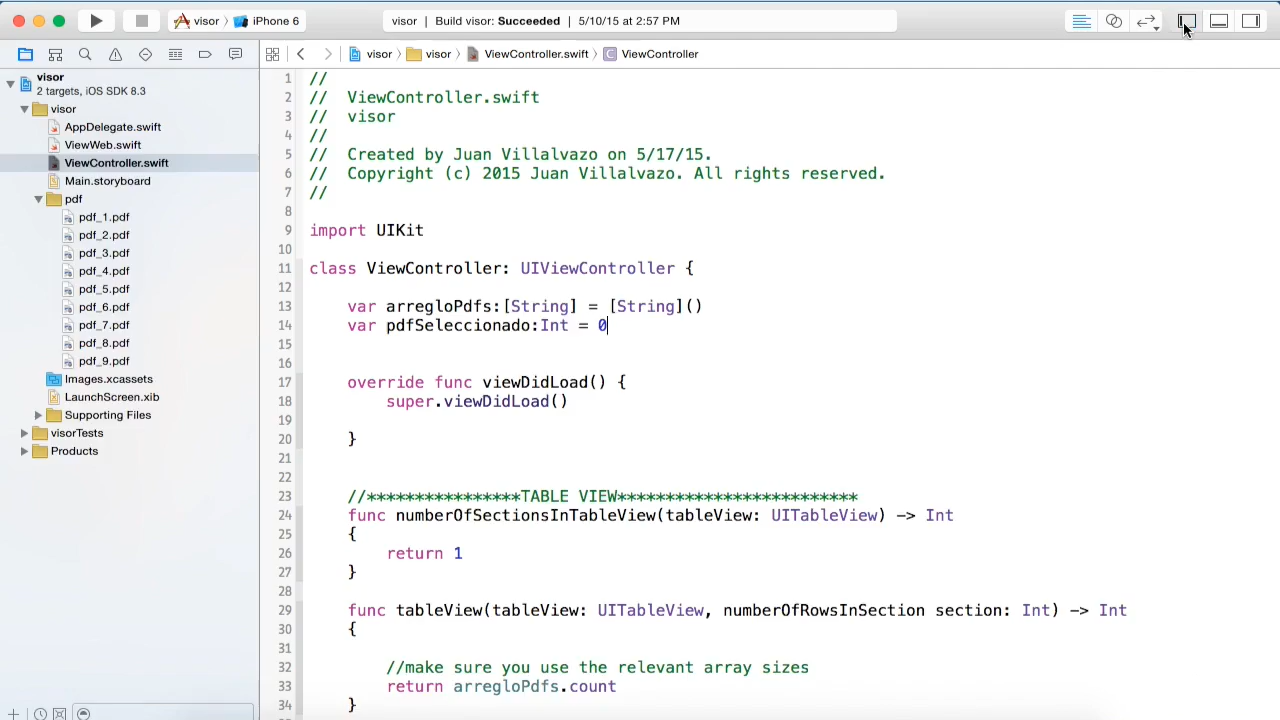 visor iPhone 6 visor | Build visor: Succeeded | 5/10/15 at 2:57 PM
visor visor ViewController.swift ViewController
visor
2 targets, iOS SDK 8.3
visor
AppDelegate.swift
ViewWeb.swift
ViewController.swift
Main.storyboard
pdf
pdf_1.pdf
pdf_2.pdf
pdf_3.pdf
pdf_4.pdf
pdf_5.pdf
pdf_6.pdf
pdf_7.pdf
pdf_8.pdf
pdf_9.pdf
Images.xcassets
LaunchScreen.xib
Supporting Files
visorTests
Products
1 //
2 //  ViewController.swift
3 //  visor
4 //
5 //  Created by Juan Villalvazo on 5/17/15.
6 //  Copyright (c) 2015 Juan Villalvazo. All rights reserved.
7 //
8
9 import UIKit
10
11 class ViewController: UIViewController {
12
13     var arregloPdfs:[String] = [String]()
14     var pdfSeleccionado:Int = 0
15
16
17     override func viewDidLoad() {
18         super.viewDidLoad()
19
20     }
21
22
23     //****************TABLE VIEW*************************
24     func numberOfSectionsInTableView(tableView: UITableView) -> Int
25     {
26         return 1
27     }
28
29     func tableView(tableView: UITableView, numberOfRowsInSection section: Int) -> Int
30     {
31
32         //make sure you use the relevant array sizes
33         return arregloPdfs.count
34     }